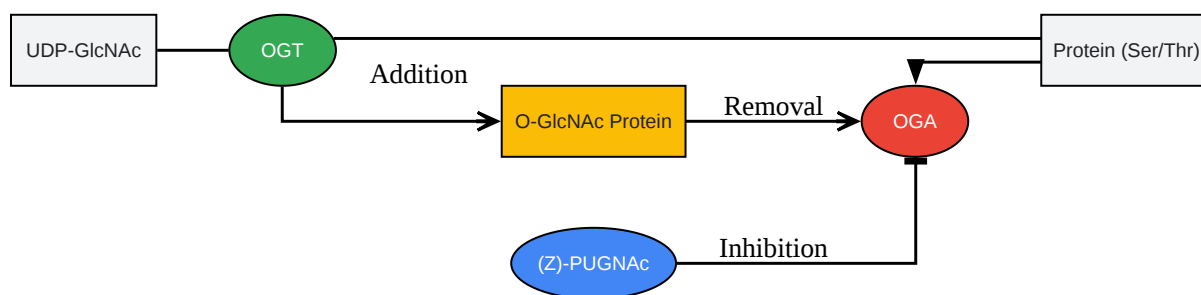 UDP-GlcNAc
OGT
Protein (Ser/Thr)
Addition
O-GlcNAc Protein
Removal
OGA
(Z)-PUGNAc
Inhibition